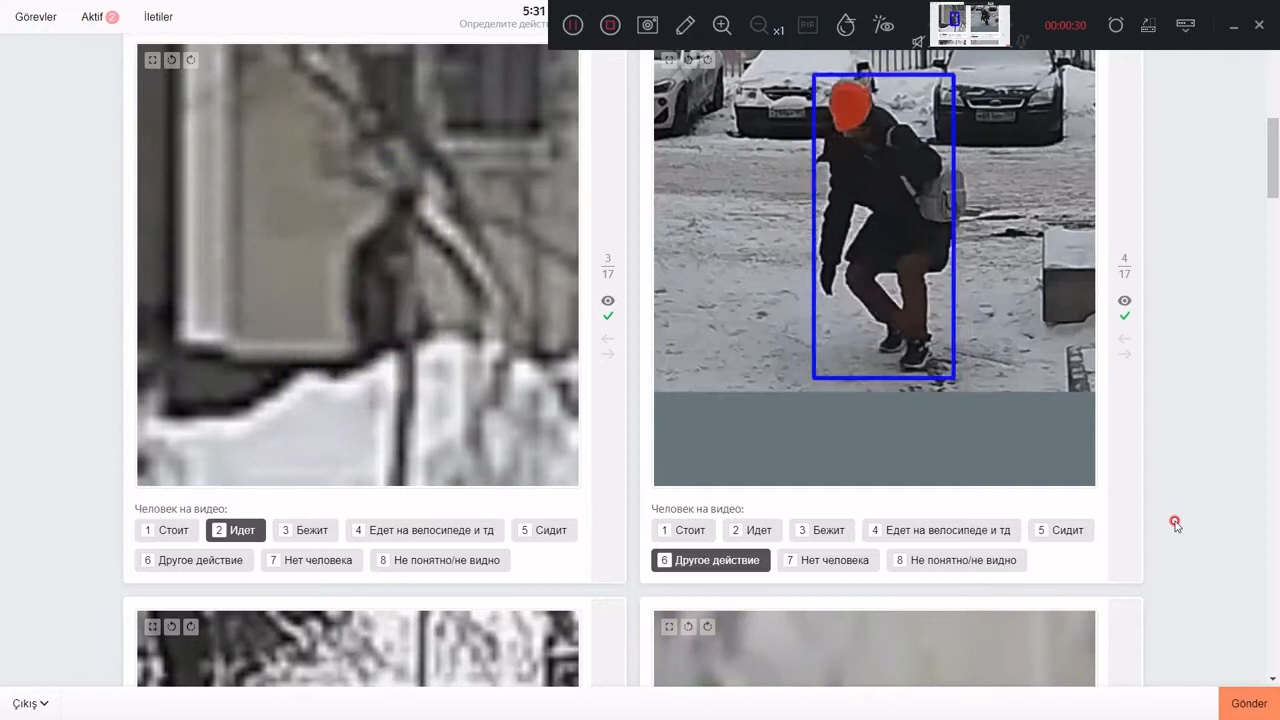 Görevler Aktif 2 İletiler
5:31
Определите дейст
x1 PIP 00:00:30
3
17
4
17
Человек на видео:
1 Стоит 2 Идет 3 Бежит 4 Едет на велосипеде и тд 5 Сидит
6 Другое действие 7 Нет человека 8 Не понятно/не видно
Человек на видео:
1 Стоит 2 Идет 3 Бежит 4 Едет на велосипеде и тд 5 Сидит
6 Другое действие 7 Нет человека 8 Не понятно/не видно
Çıkış Gönder